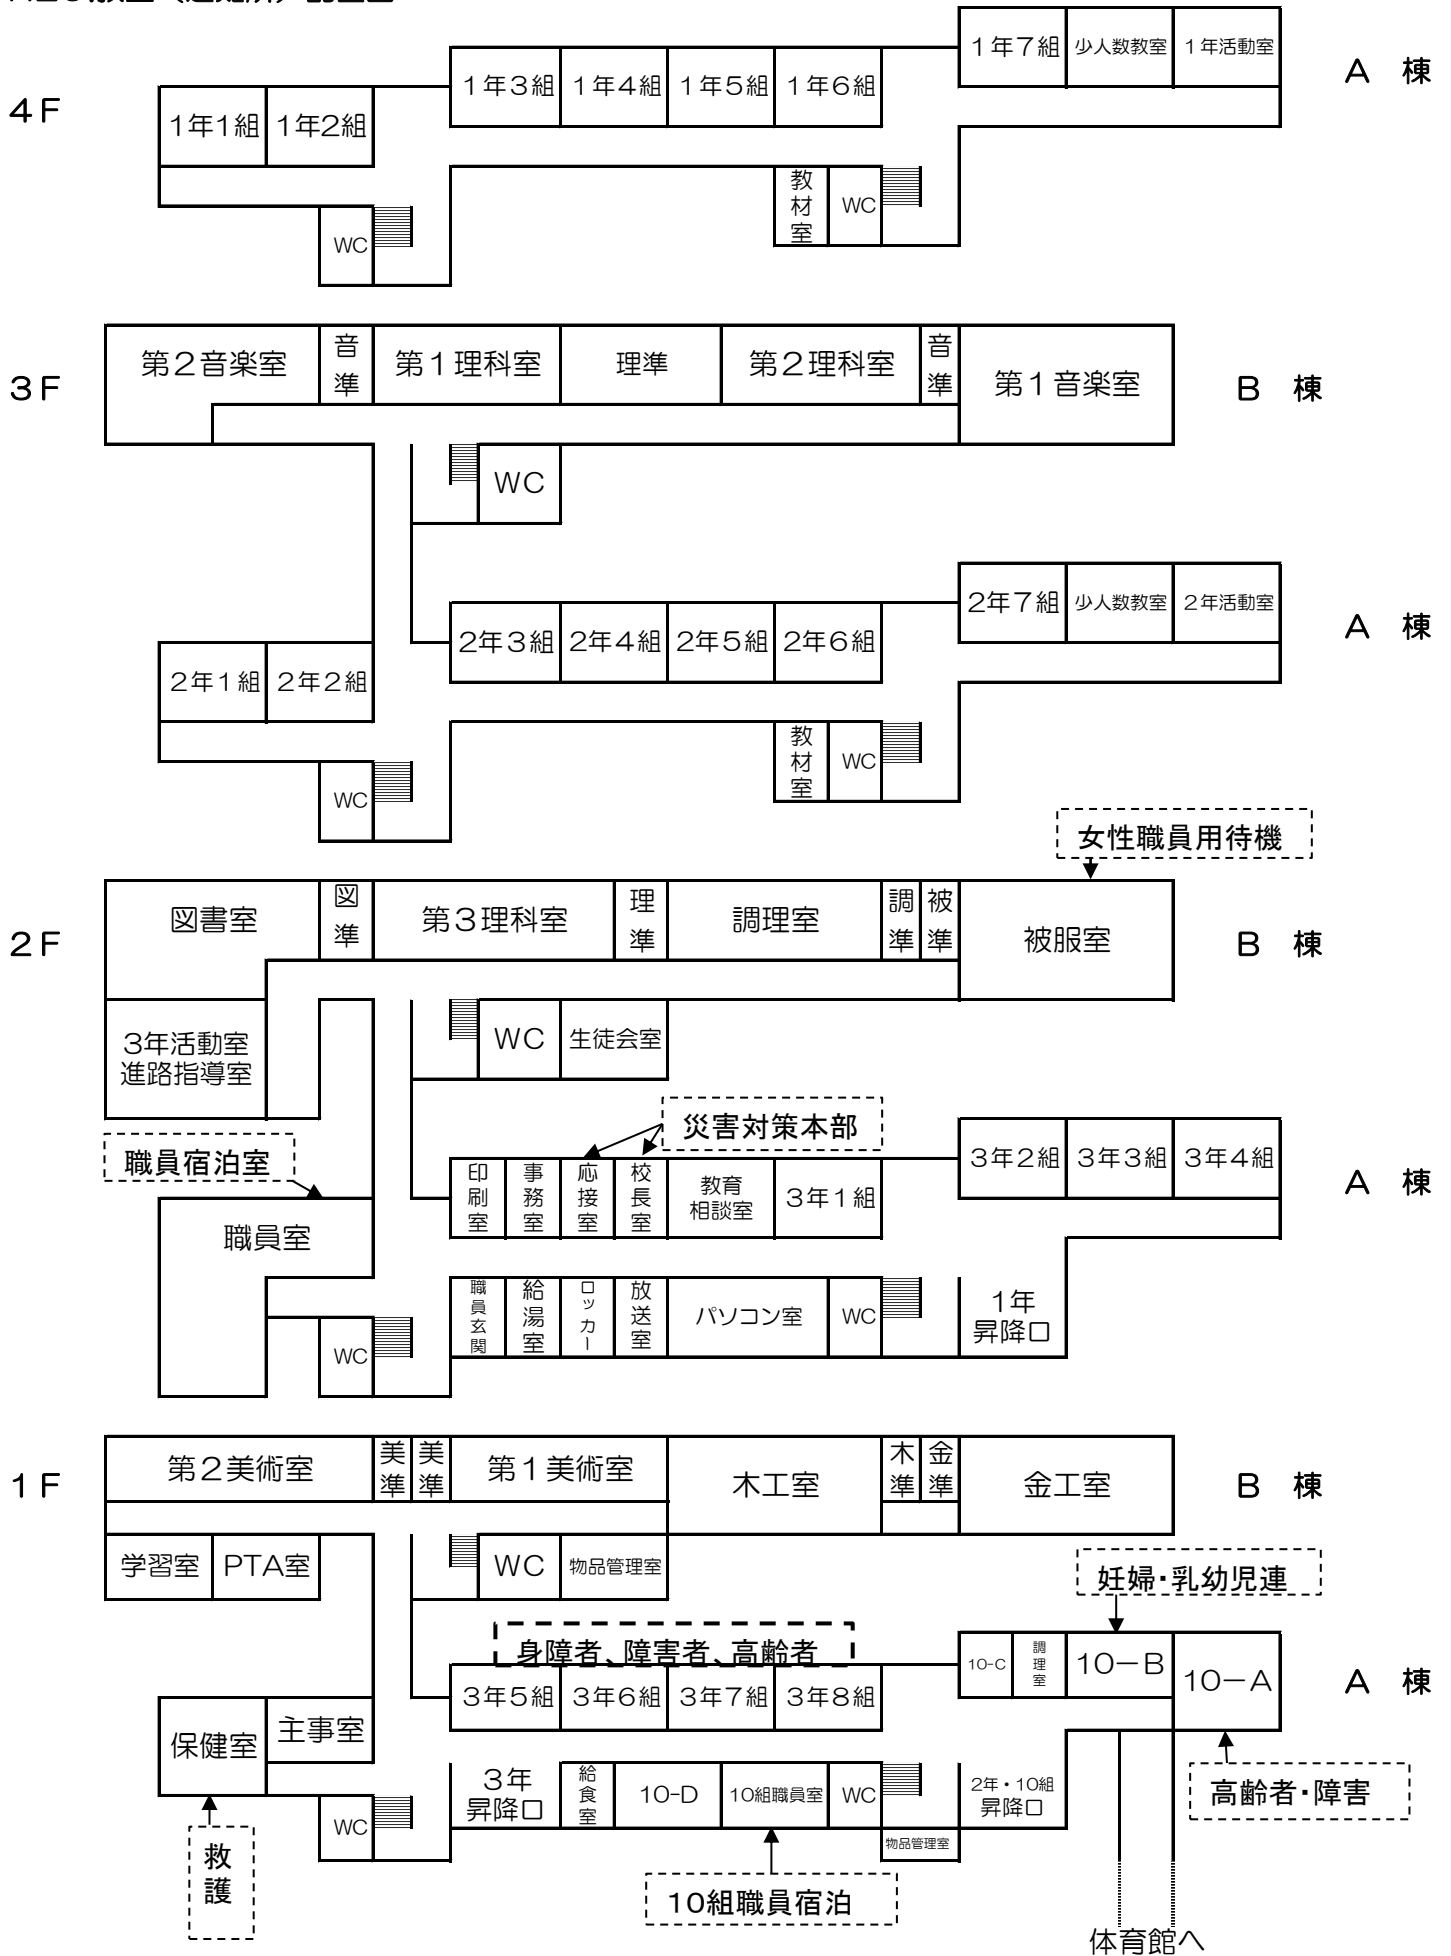 1年7組 少人数教室 1年活動室
A 棟
1年3組 1年4組 1年5組 1年6組
4F
1年1組 1年2組
教材室 WC
WC
第2音楽室 音準 第1理科室 理準 第2理科室 音準 第1音楽室
3F
B 棟
WC
2年7組 少人数教室 2年活動室
A 棟
2年3組 2年4組 2年5組 2年6組
2年1組 2年2組
教材室 WC
WC
女性職員用待機
図書室 図準 第3理科室 理準 調理室 調準 被準 被服室
2F
B 棟
WC 生徒会室
3年活動室
進路指導室
災害対策本部
職員宿泊室
3年2組 3年3組 3年4組
A 棟
印刷室 事務室 応接室 校長室 教育
相談室 3年1組
職員室
職員玄関 給湯室 ロッカー 放送室 パソコン室 WC
1年
昇降口
WC
第2美術室 美準 美準 第1美術室 木工室 木準 金準 金工室
1F
B 棟
学習室 PTA室 WC 物品管理室
妊婦・乳幼児連
身障者、障害者、高齢者
10-C 調理室 10-B 10-A
A 棟
3年5組 3年6組 3年7組 3年8組
保健室 主事室
3年
昇降口
給食室 10-D 10組職員室 WC
2年・10組
昇降口
高齢者・障害
WC
物品管理室
救護
10組職員宿泊
体育館へ